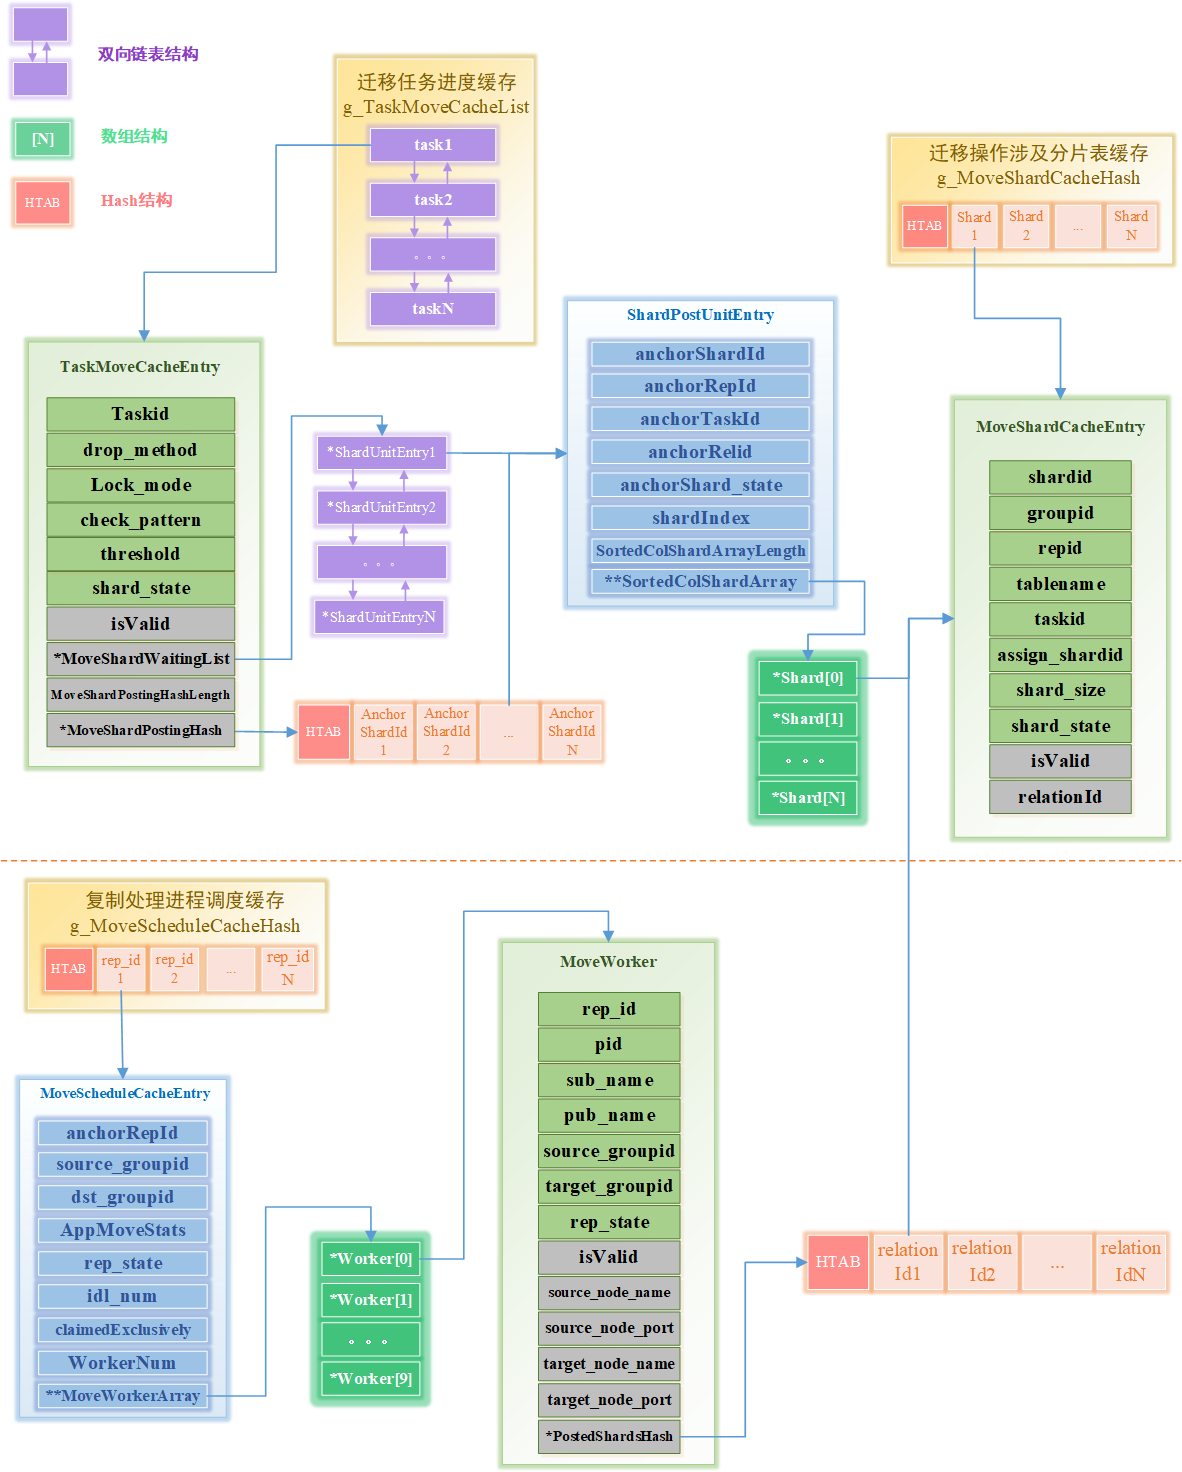 双向链表结构
[N]
数组结构
HTAB
Hash结构
迁移任务进度缓存
g_TaskMoveCacheList
task1
task2
。。。
taskN
迁移操作涉及分片表缓存
g_MoveShardCacheHash
HTAB
Shard
1
Shard
2
...
Shard
N
TaskMoveCacheEntry
Taskid
drop_method
Lock_mode
check_pattern
threshold
shard_state
isValid
*MoveShardWaitingList
MoveShardPostingHashLength
*MoveShardPostingHash
*ShardUnitEntry1
*ShardUnitEntry2
。。。
*ShardUnitEntryN
HTAB
Anchor
ShardId
1
Anchor
ShardId
2
...
Anchor
ShardId
N
ShardPostUnitEntry
anchorShardId
anchorRepId
anchorTaskId
anchorRelid
anchorShard_state
shardIndex
SortedColShardArrayLength
**SortedColShardArray
*Shard[0]
*Shard[1]
。。。
*Shard[N]
MoveShardCacheEntry
shardid
groupid
repid
tablename
taskid
assign_shardid
shard_size
shard_state
isValid
relationId
复制处理进程调度缓存
g_MoveScheduleCacheHash
HTAB
rep_id
1
rep_id
2
...
rep_id
N
MoveScheduleCacheEntry
anchorRepId
source_groupid
dst_groupid
AppMoveStats
rep_state
idl_num
claimedExclusively
WorkerNum
**MoveWorkerArray
*Worker[0]
*Worker[1]
。。。
*Worker[9]
MoveWorker
rep_id
pid
sub_name
pub_name
source_groupid
target_groupid
rep_state
isValid
source_node_name
source_node_port
target_node_name
target_node_port
*PostedShardsHash
HTAB
relation
Id1
relation
Id2
...
relation
IdN